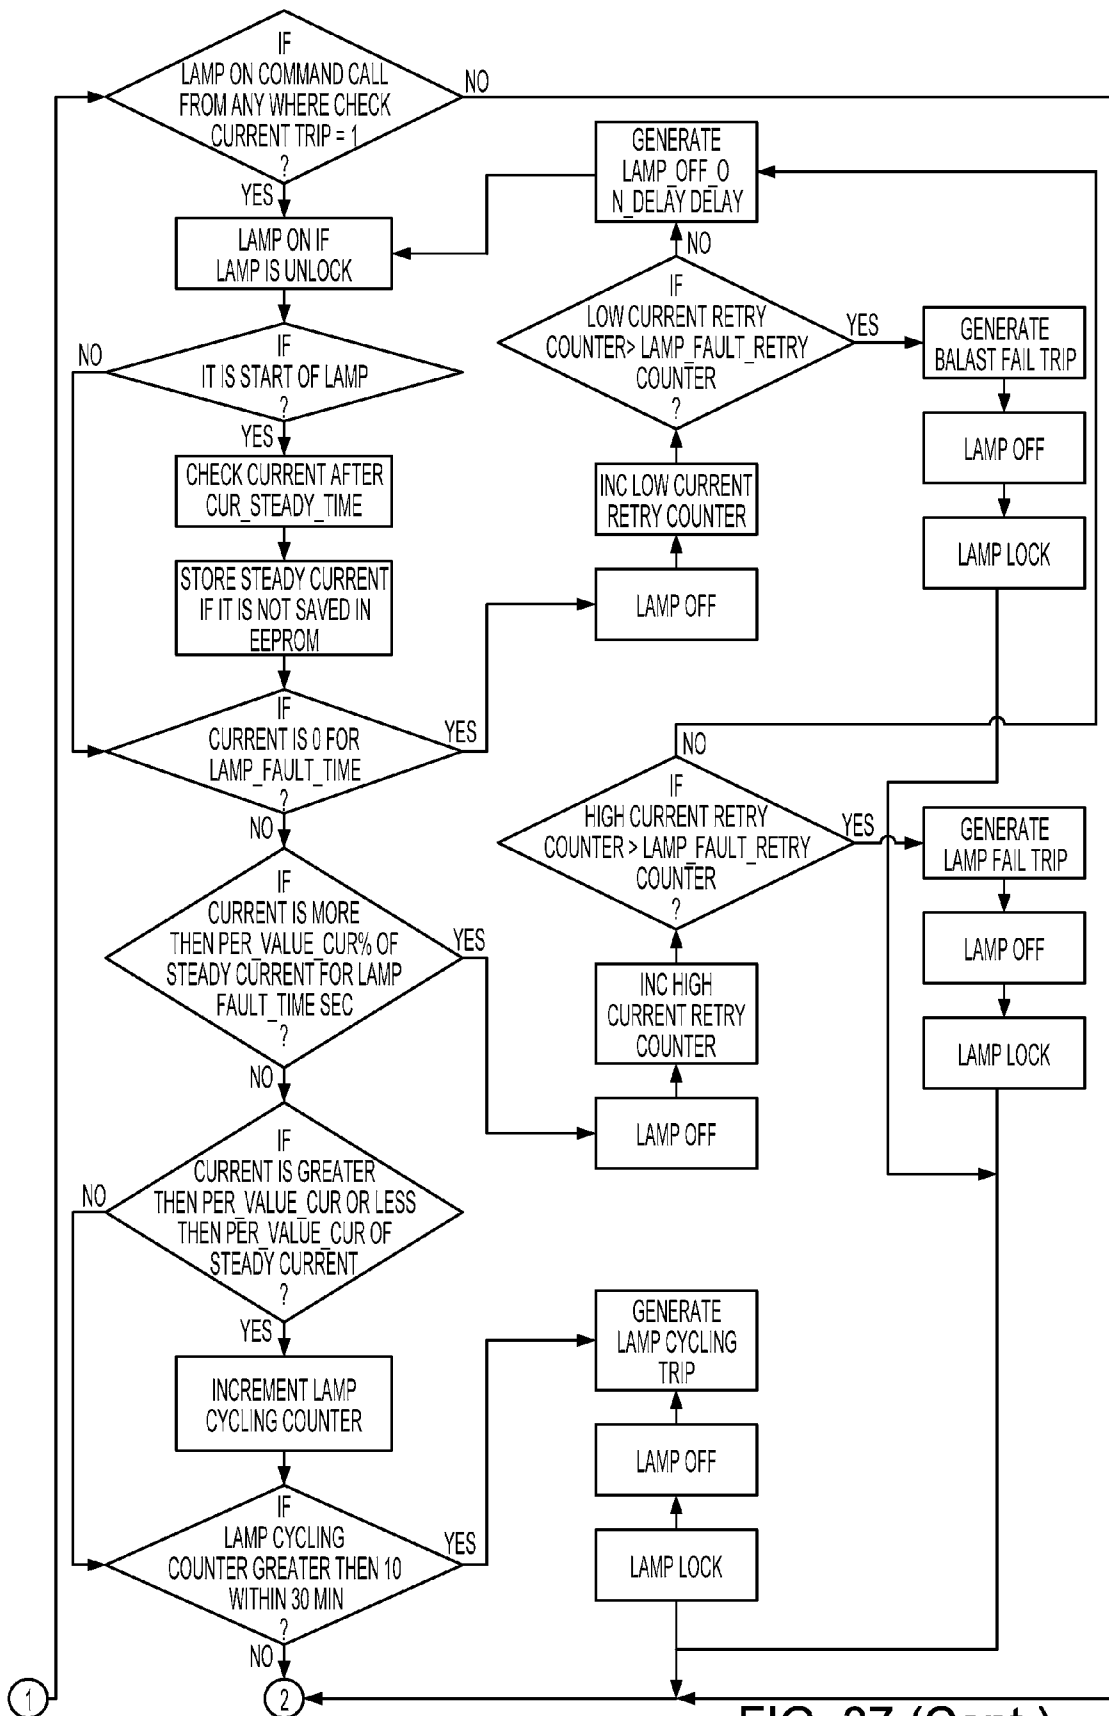 IF
LAMP ON COMMAND CALL
FROM ANY WHERE CHECK
CURRENT TRIP = 1
?
NO
YES
LAMP ON IF
LAMP IS UNLOCK
GENERATE
LAMP_OFF_O
N_DELAY DELAY
NO
IF
LOW CURRENT RETRY
COUNTER> LAMP_FAULT_RETRY
COUNTER
?
YES
GENERATE
BALAST FAIL TRIP
LAMP OFF
LAMP LOCK
NO
IF
IT IS START OF LAMP
?
YES
CHECK CURRENT AFTER
CUR_STEADY_TIME
INC LOW CURRENT
RETRY COUNTER
STORE STEADY CURRENT
IF IT IS NOT SAVED IN
EEPROM
LAMP OFF
IF
CURRENT IS 0 FOR
LAMP_FAULT_TIME
?
YES
NO
NO
IF
HIGH CURRENT RETRY
COUNTER > LAMP_FAULT_RETRY
COUNTER
?
YES
GENERATE
LAMP FAIL TRIP
LAMP OFF
LAMP LOCK
IF
CURRENT IS MORE
THEN PER_VALUE_CUR% OF
STEADY CURRENT FOR LAMP
FAULT_TIME SEC
?
YES
NO
INC HIGH
CURRENT RETRY
COUNTER
LAMP OFF
IF
CURRENT IS GREATER
THEN PER_VALUE_CUR OR LESS
THEN PER_VALUE_CUR OF
STEADY CURRENT
?
NO
YES
INCREMENT LAMP
CYCLING COUNTER
GENERATE
LAMP CYCLING
TRIP
LAMP OFF
LAMP LOCK
IF
LAMP CYCLING
COUNTER GREATER THEN 10
WITHIN 30 MIN
?
YES
NO
1
2